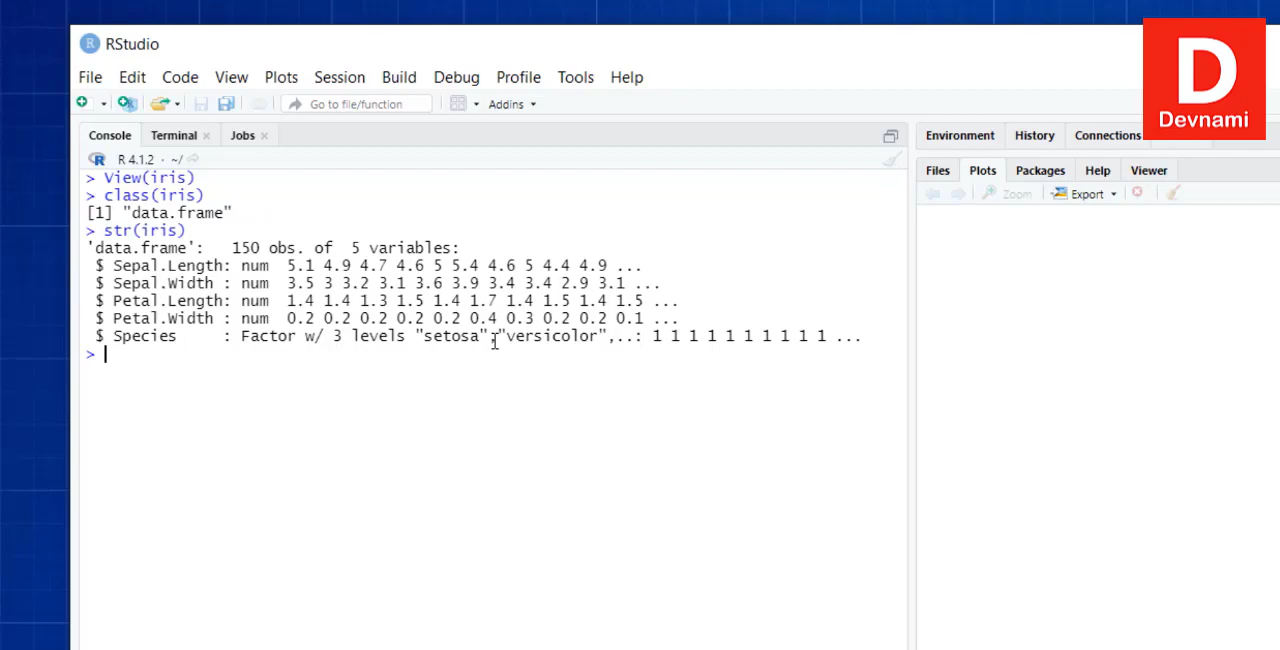 R RStudio
D
Devnami
File Edit Code View Plots Session Build Debug Profile Tools Help
Go to file/function Addins
Console Terminal Jobs
Environment History Connections
R R 4.1.2 · ~/
Files Plots Packages Help Viewer
Zoom Export
> View(iris)
> class(iris)
[1] "data.frame"
> str(iris)
'data.frame': 150 obs. of 5 variables:
$ Sepal.Length: num 5.1 4.9 4.7 4.6 5 5.4 4.6 5 4.4 4.9 ...
$ Sepal.Width : num 3.5 3 3.2 3.1 3.6 3.9 3.4 3.4 2.9 3.1 ...
$ Petal.Length: num 1.4 1.4 1.3 1.5 1.4 1.7 1.4 1.5 1.4 1.5 ...
$ Petal.Width : num 0.2 0.2 0.2 0.2 0.2 0.4 0.3 0.2 0.2 0.1 ...
$ Species : Factor w/ 3 levels "setosa","versicolor",..: 1 1 1 1 1 1 1 1 1 1 ...
>